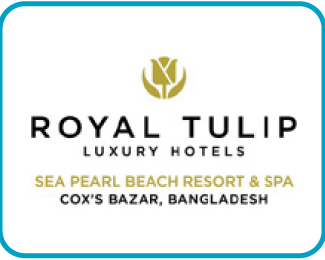 ROYAL TULIP
LUXURY HOTELS
SEA PEARL BEACH RESORT & SPA
COX'S BAZAR, BANGLADESH